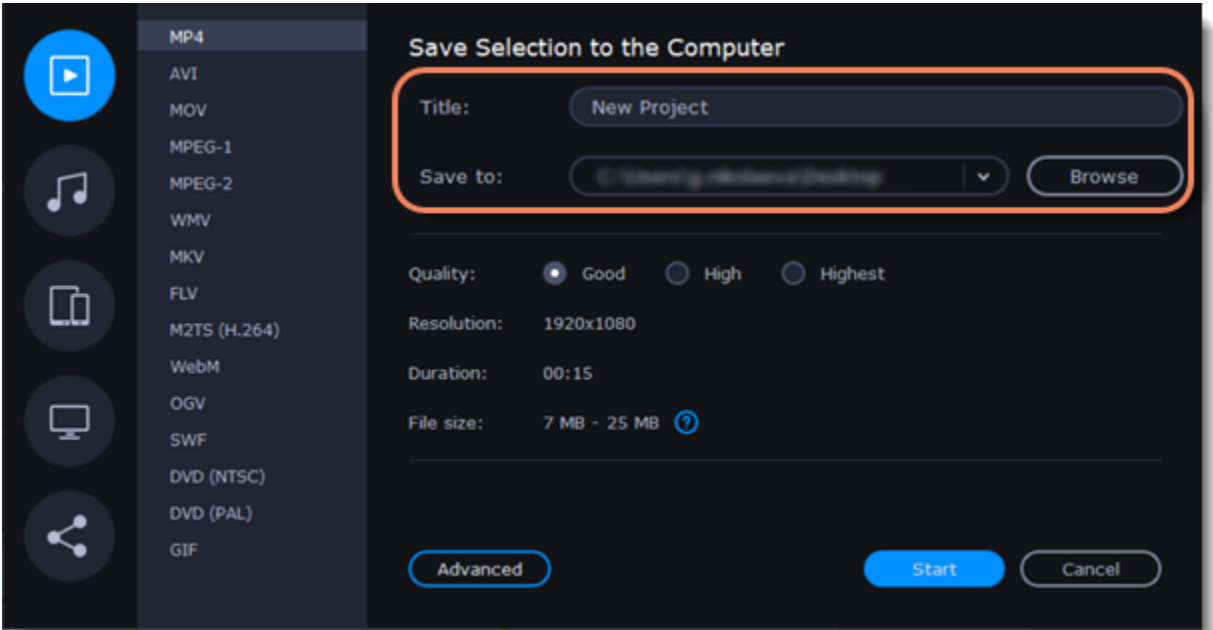 MP4
AVI
MOV
MPEG-1
MPEG-2
WMV
MKV
FLV
M2TS (H.264)
WebM
OGV
SWF
DVD (NTSC)
DVD (PAL)
GIF
Save Selection to the Computer
Title: New Project
Save to: Browse
Quality: Good High Highest
Resolution: 1920x1080
Duration: 00:15
File size: 7 MB - 25 MB ?
Advanced Start Cancel